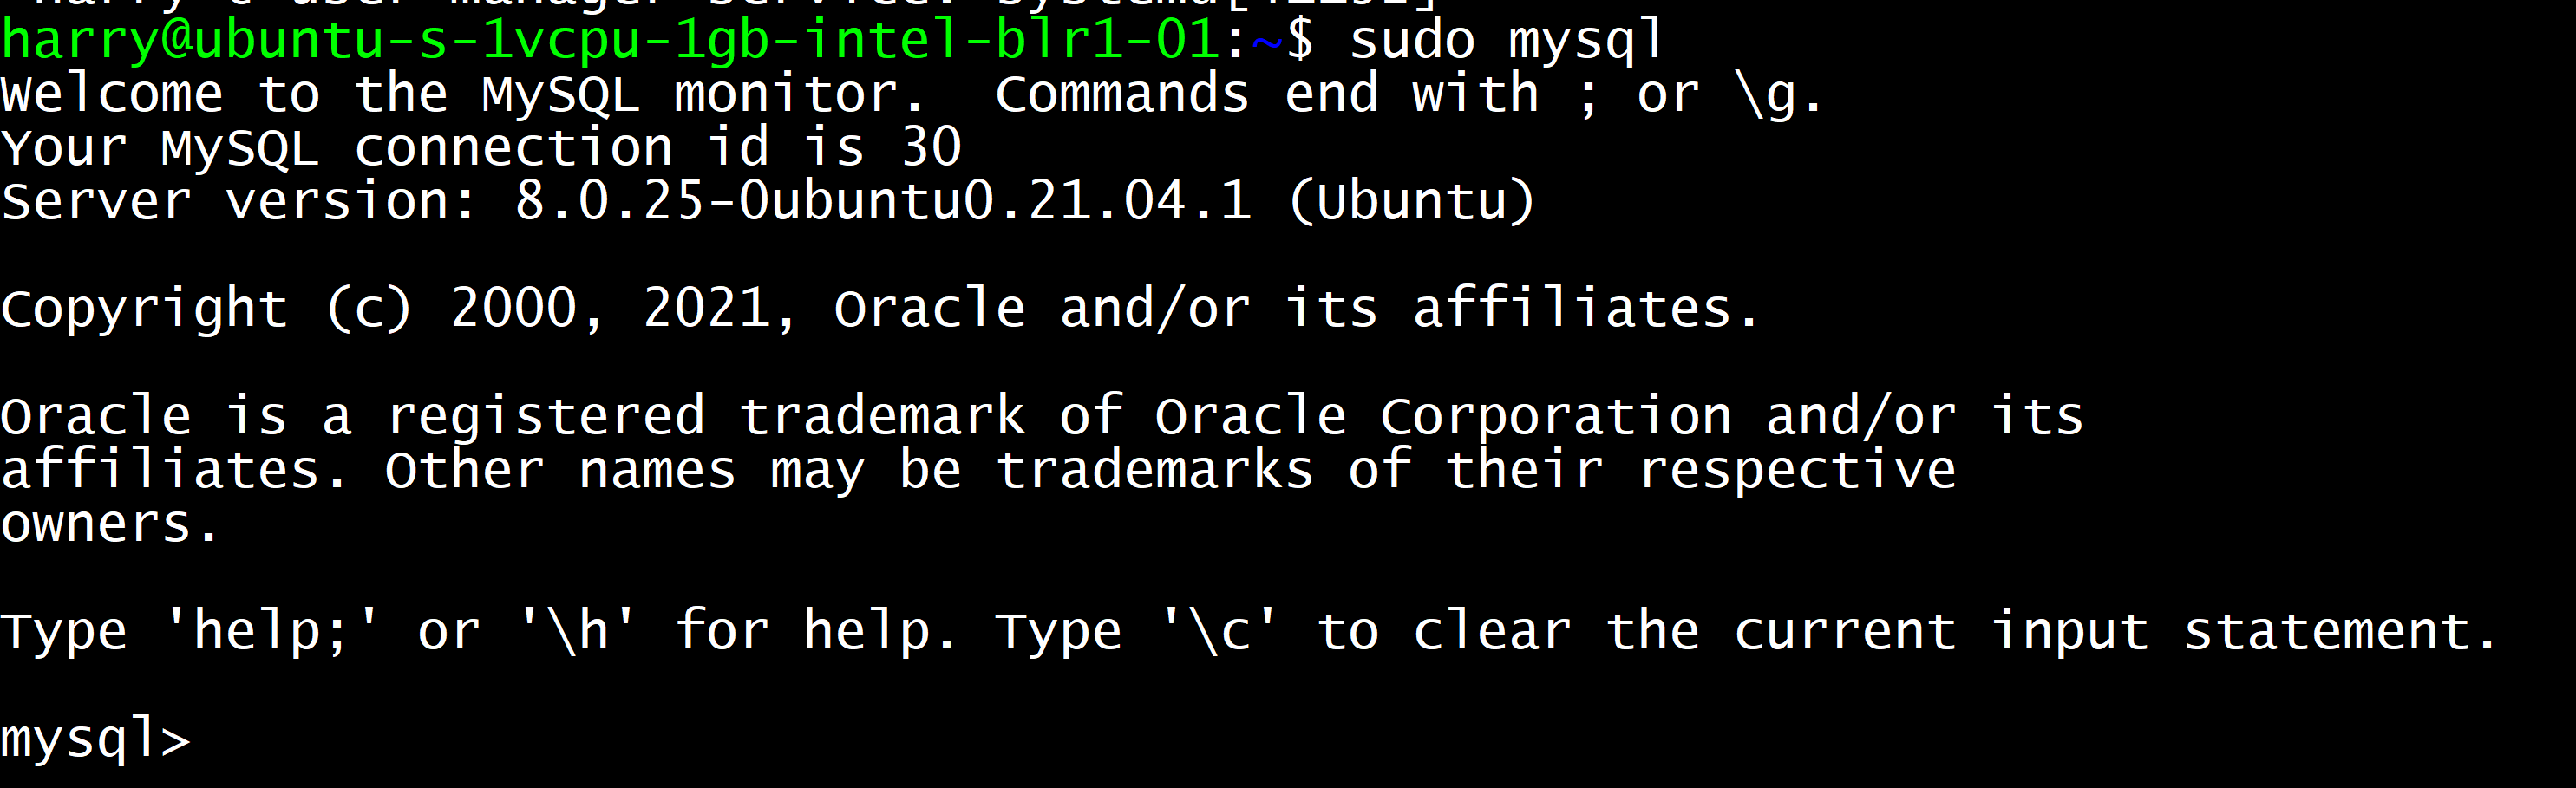 harry@ubuntu-s-1vcpu-1gb-intel-blr1-01:~$ sudo mysql
Welcome to the MySQL monitor.  Commands end with ; or \g.
Your MySQL connection id is 30
Server version: 8.0.25-0ubuntu0.21.04.1 (Ubuntu)

Copyright (c) 2000, 2021, Oracle and/or its affiliates.

Oracle is a registered trademark of Oracle Corporation and/or its
affiliates. Other names may be trademarks of their respective
owners.

Type 'help;' or '\h' for help. Type '\c' to clear the current input statement.

mysql>